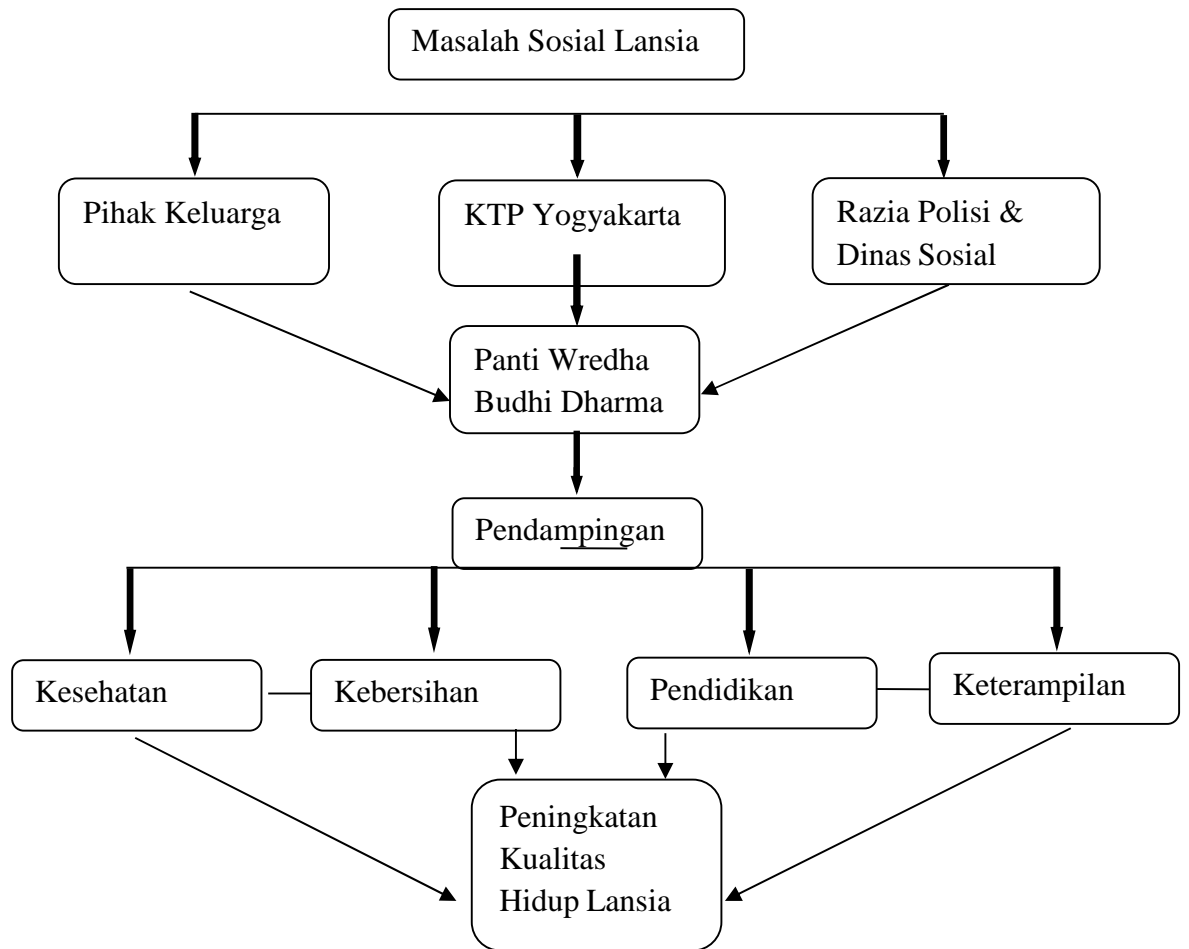 Masalah Sosial Lansia
Pihak Keluarga
KTP Yogyakarta
Razia Polisi &
Dinas Sosial
Panti Wredha
Budhi Dharma
Pendampingan
Kesehatan
Kebersihan
Pendidikan
Keterampilan
Peningkatan
Kualitas
Hidup Lansia